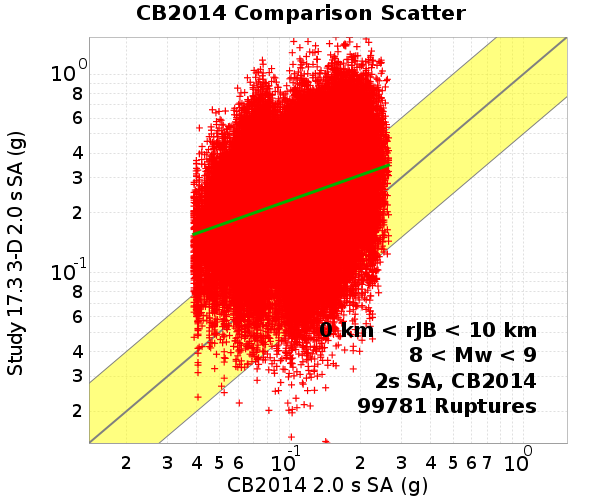 CB2014 Comparison Scatter
Study 17.3 3-D 2.0 s SA (g)
10^0
8
6
4
3
2
10^-1
8
6
4
3
2
0 km < rJB < 10 km
8 < Mw < 9
2s SA, CB2014
99781 Ruptures
2 3 4 5 6 10^-1 2 3 4 5 6 7 10^0
CB2014 2.0 s SA (g)